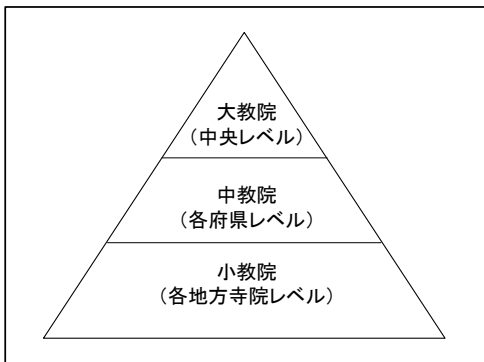 大教院
（中央レベル）
中教院
（各府県レベル）
小教院
（各地方寺院レベル）